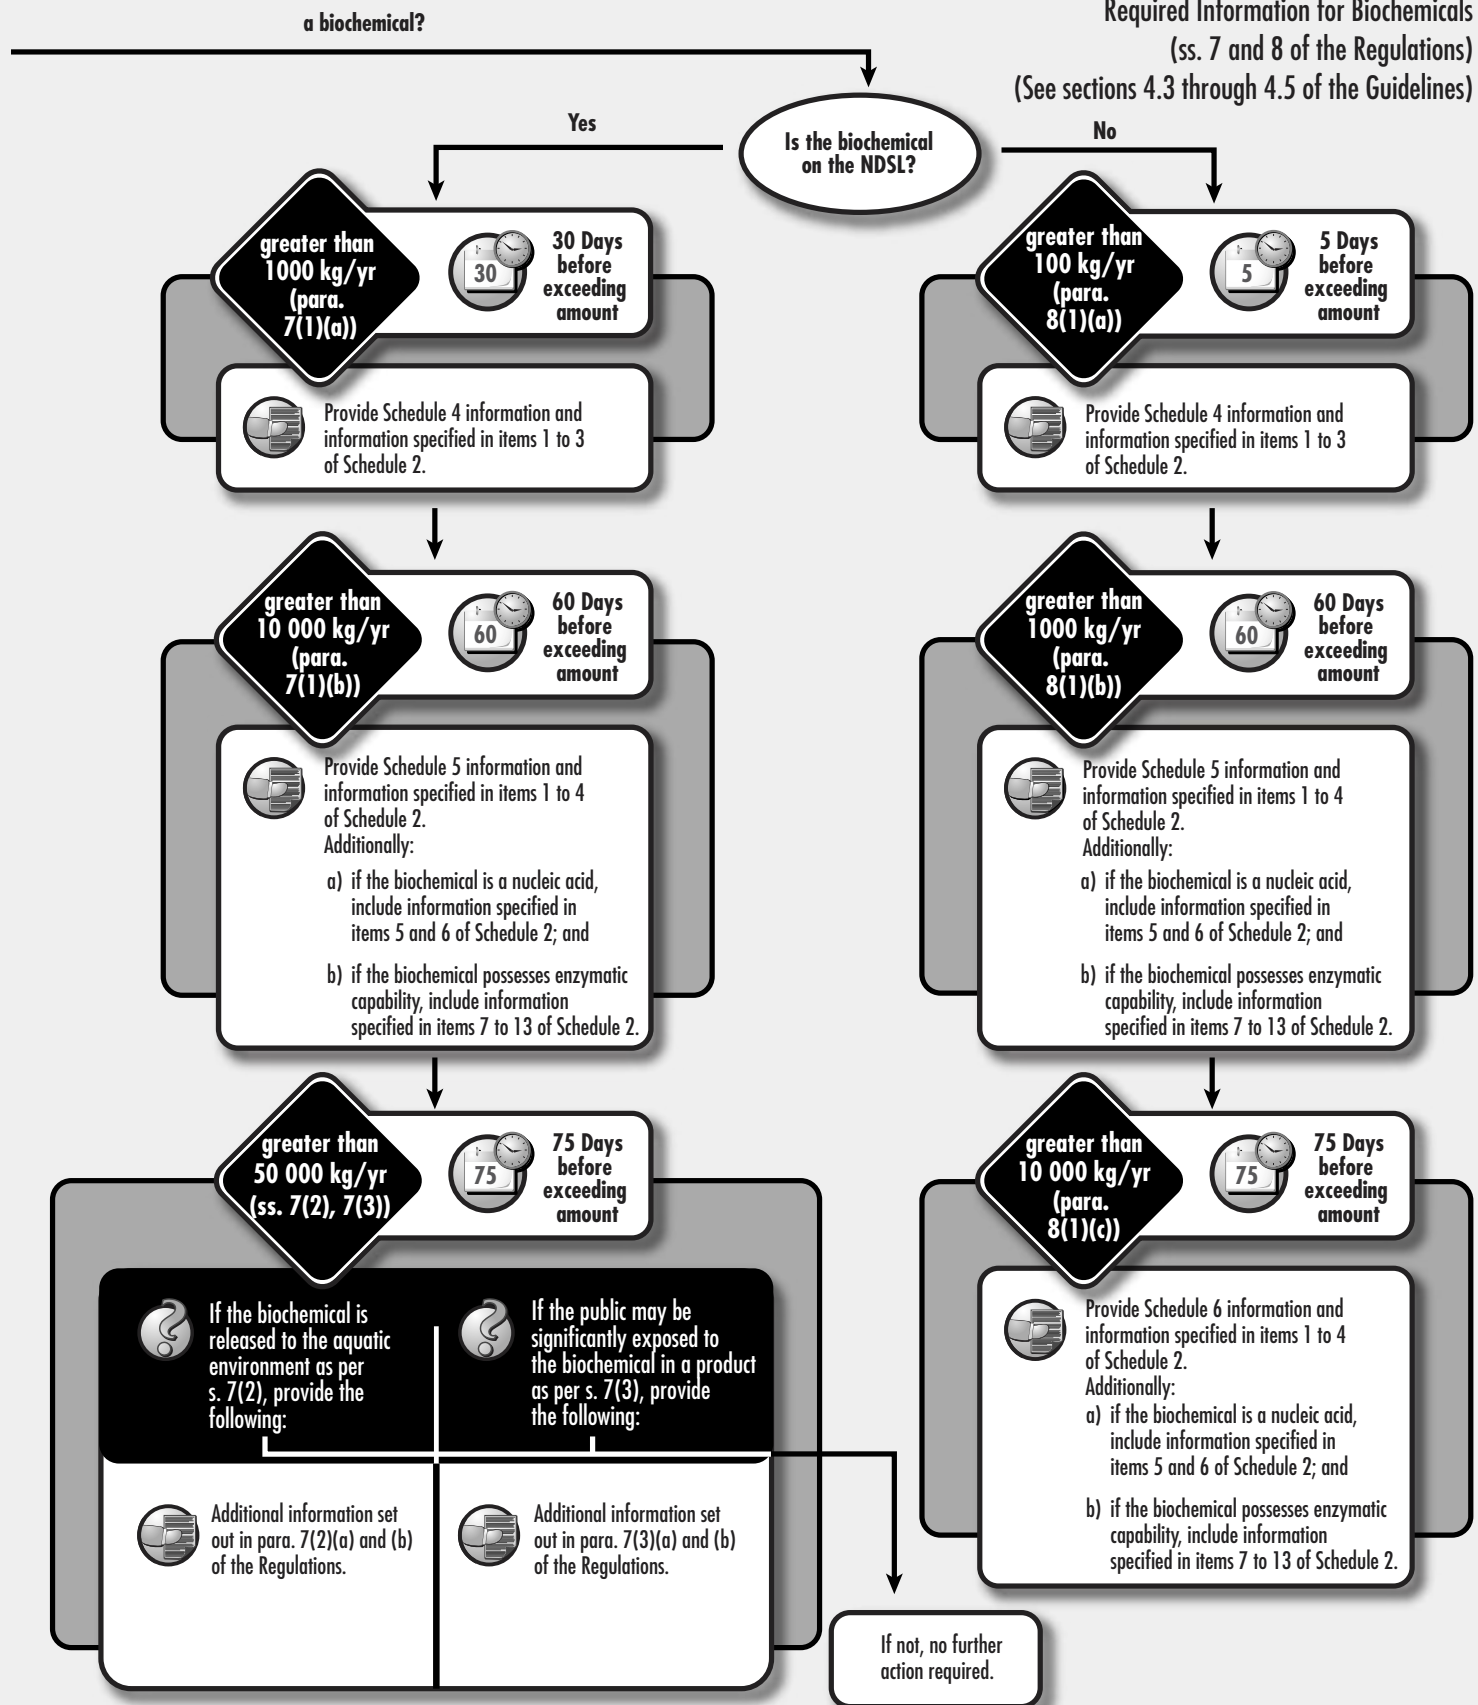 Required Information for Biochemicals
(ss. 7 and 8 of the Regulations)
(See sections 4.3 through 4.5 of the Guidelines)
a biochemical?
Is the biochemical
on the NDSL?
Yes
No
greater than
1000 kg/yr
(para.
7(1)(a))
30
30 Days
before
exceeding
amount
Provide Schedule 4 information and
information specified in items 1 to 3
of Schedule 2.
greater than
10 000 kg/yr
(para.
7(1)(b))
60
60 Days
before
exceeding
amount
Provide Schedule 5 information and
information specified in items 1 to 4
of Schedule 2.
Additionally:
a) if the biochemical is a nucleic acid,
include information specified in
items 5 and 6 of Schedule 2; and
b) if the biochemical possesses enzymatic
capability, include information
specified in items 7 to 13 of Schedule 2.
greater than
50 000 kg/yr
(ss. 7(2), 7(3))
75
75 Days
before
exceeding
amount
If the biochemical is
released to the aquatic
environment as per
s. 7(2), provide the
following:
If the public may be
significantly exposed to
the biochemical in a product
as per s. 7(3), provide
the following:
Additional information set
out in para. 7(2)(a) and (b)
of the Regulations.
Additional information set
out in para. 7(3)(a) and (b)
of the Regulations.
If not, no further
action required.
greater than
100 kg/yr
(para.
8(1)(a))
5
5 Days
before
exceeding
amount
Provide Schedule 4 information and
information specified in items 1 to 3
of Schedule 2.
greater than
1000 kg/yr
(para.
8(1)(b))
60
60 Days
before
exceeding
amount
Provide Schedule 5 information and
information specified in items 1 to 4
of Schedule 2.
Additionally:
a) if the biochemical is a nucleic acid,
include information specified in
items 5 and 6 of Schedule 2; and
b) if the biochemical possesses enzymatic
capability, include information
specified in items 7 to 13 of Schedule 2.
greater than
10 000 kg/yr
(para.
8(1)(c))
75
75 Days
before
exceeding
amount
Provide Schedule 6 information and
information specified in items 1 to 4
of Schedule 2.
Additionally:
a) if the biochemical is a nucleic acid,
include information specified in
items 5 and 6 of Schedule 2; and
b) if the biochemical possesses enzymatic
capability, include information
specified in items 7 to 13 of Schedule 2.